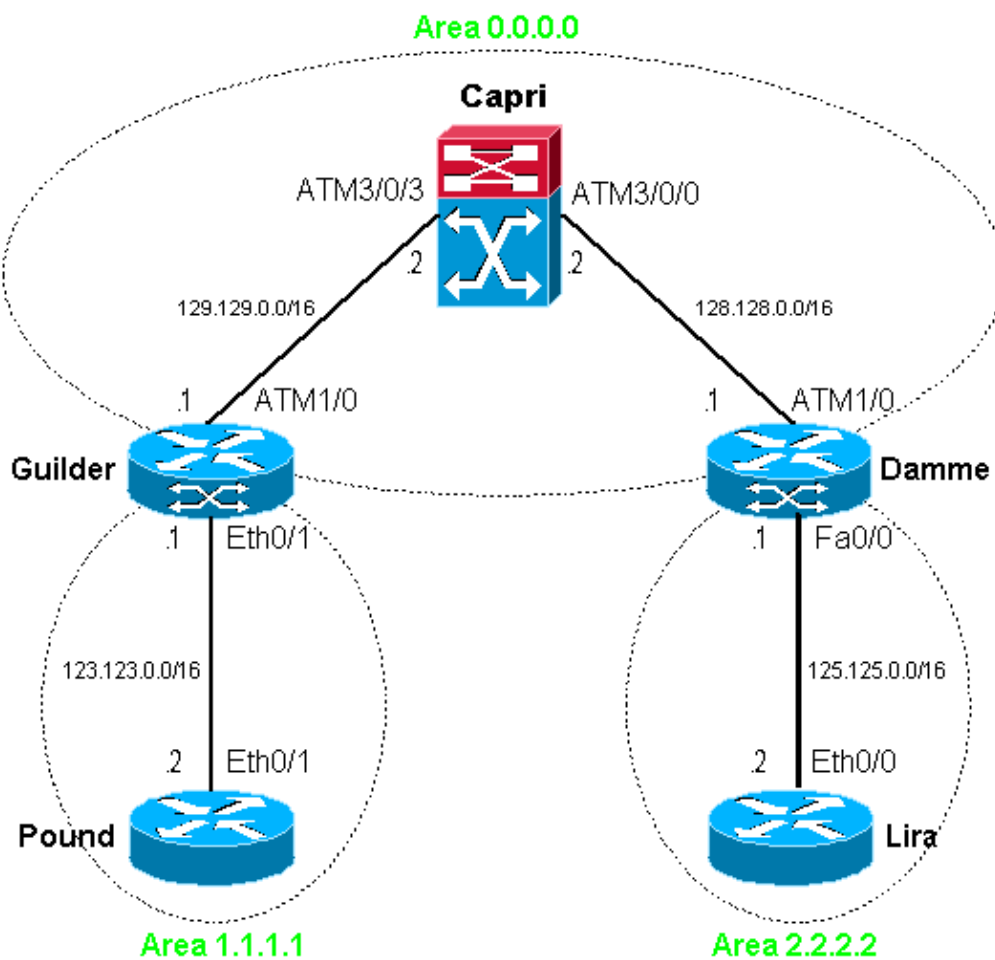 Area 0.0.0.0
Capri
ATM3/0/3
ATM3/0/0
.2
.2
129.129.0.0/16
128.128.0.0/16
.1
ATM1/0
.1
ATM1/0
Guilder
Damme
.1
Eth0/1
.1
Fa0/0
123.123.0.0/16
125.125.0.0/16
.2
Eth0/1
.2
Eth0/0
Pound
Lira
Area 1.1.1.1
Area 2.2.2.2